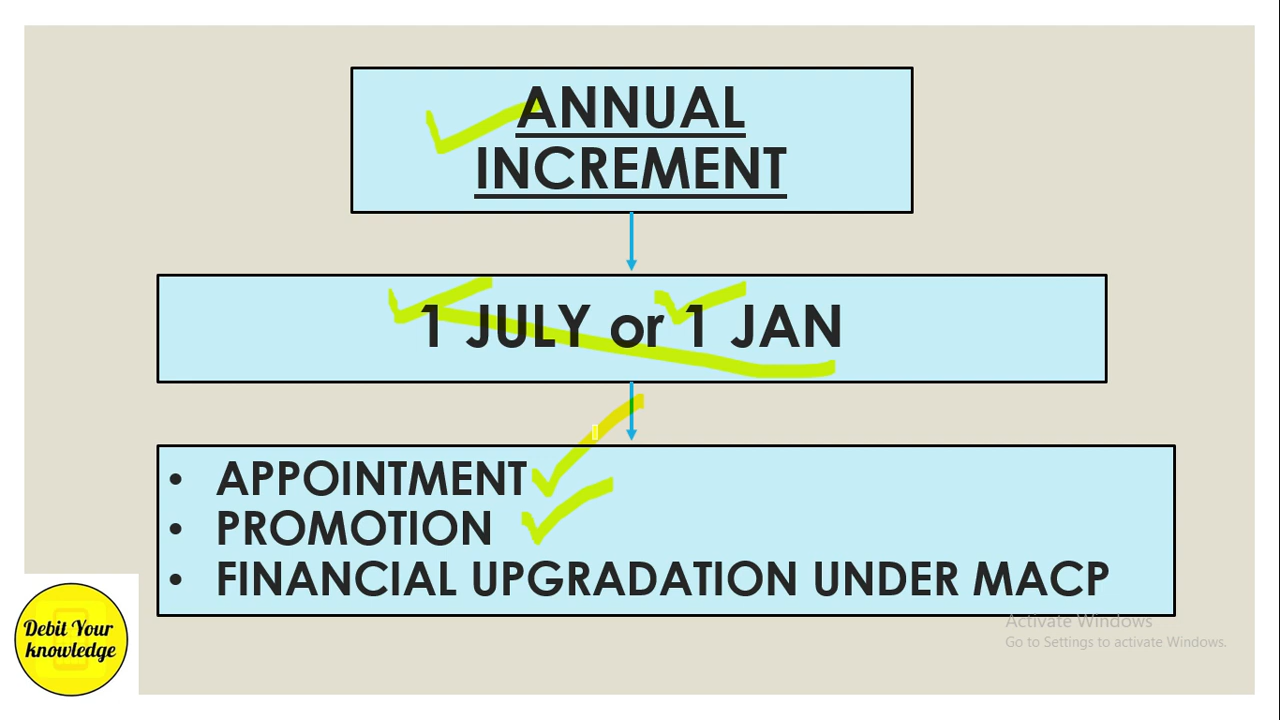 ANNUAL
INCREMENT
1 JULY or 1 JAN
• APPOINTMENT
• PROMOTION
• FINANCIAL UPGRADATION UNDER MACP
Debit Your
knowledge
Activate Windows
Go to Settings to activate Windows.